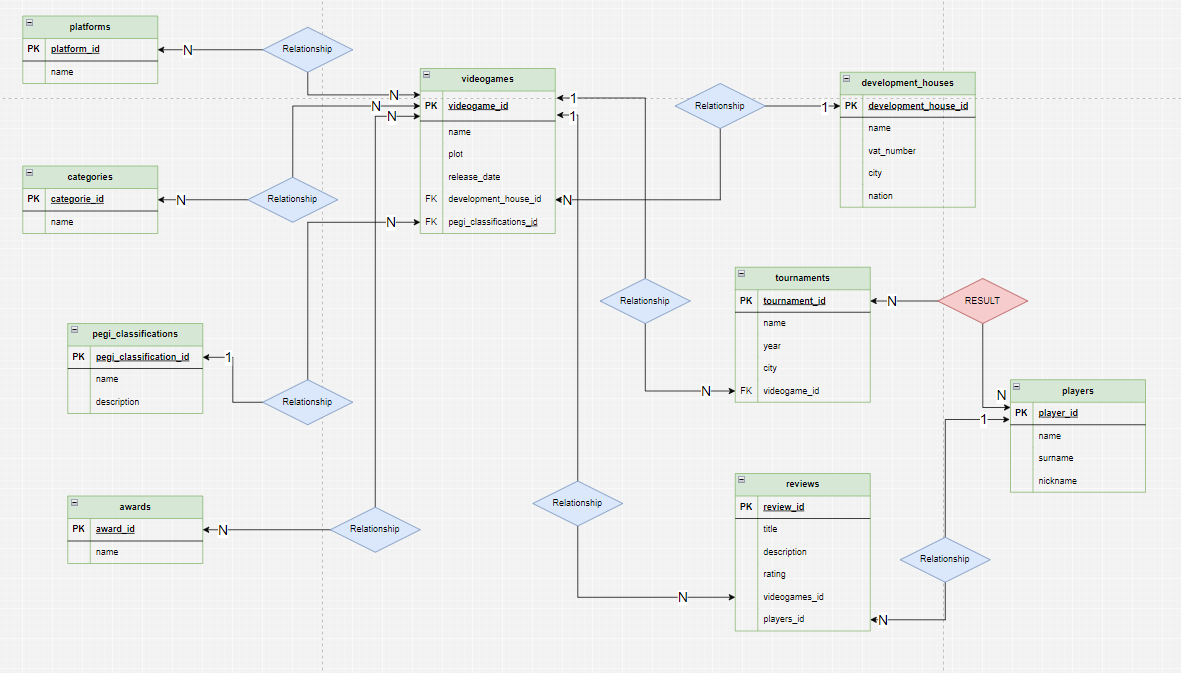 platforms
PK platform_id
name
N
Relationship
N
videogames
PK videogame_id
name
plot
release_date
FK development_house_id
FK pegi_classifications_id
N
N
1
1
N
N
Relationship
1
development_houses
PK development_house_id
name
vat_number
city
nation
categories
PK categorie_id
name
N
Relationship
pegi_classifications
PK pegi_classification_id
name
description
1
Relationship
Relationship
N
tournaments
PK tournament_id
name
year
city
FK videogame_id
N
RESULT
N
1
players
PK player_id
name
surname
nickname
awards
PK award_id
name
N
Relationship
Relationship
N
reviews
PK review_id
title
description
rating
videogames_id
players_id
N
Relationship